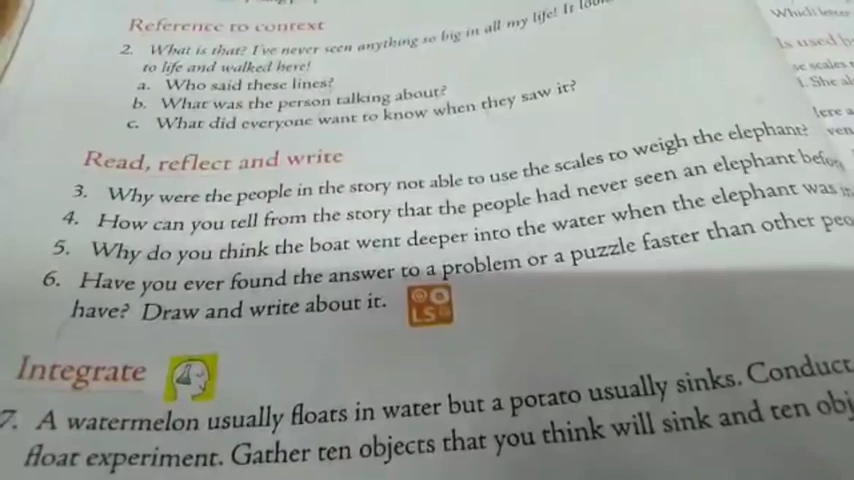 Reference to context
2. What is that? I've never seen anything so big in all my life! It
to life and walked here!
a. Who said these lines?
b. What was the person talking about?
c. What did everyone want to know when they saw it?
Read, reflect and write
3. Why were the people in the story not able to use the scales to weigh the elephant?
4. How can you tell from the story that the people had never seen an elephant
5. Why do you think the boat went deeper into the water when the elephant was
6. Have you ever found the answer to a problem or a puzzle faster than other
have? Draw and write about it.
LS
Integrate
7. A watermelon usually floats in water but a potato usually sinks. Conduct
float experiment. Gather ten objects that you think will sink and ten
Which letter
Is used
scales
. She